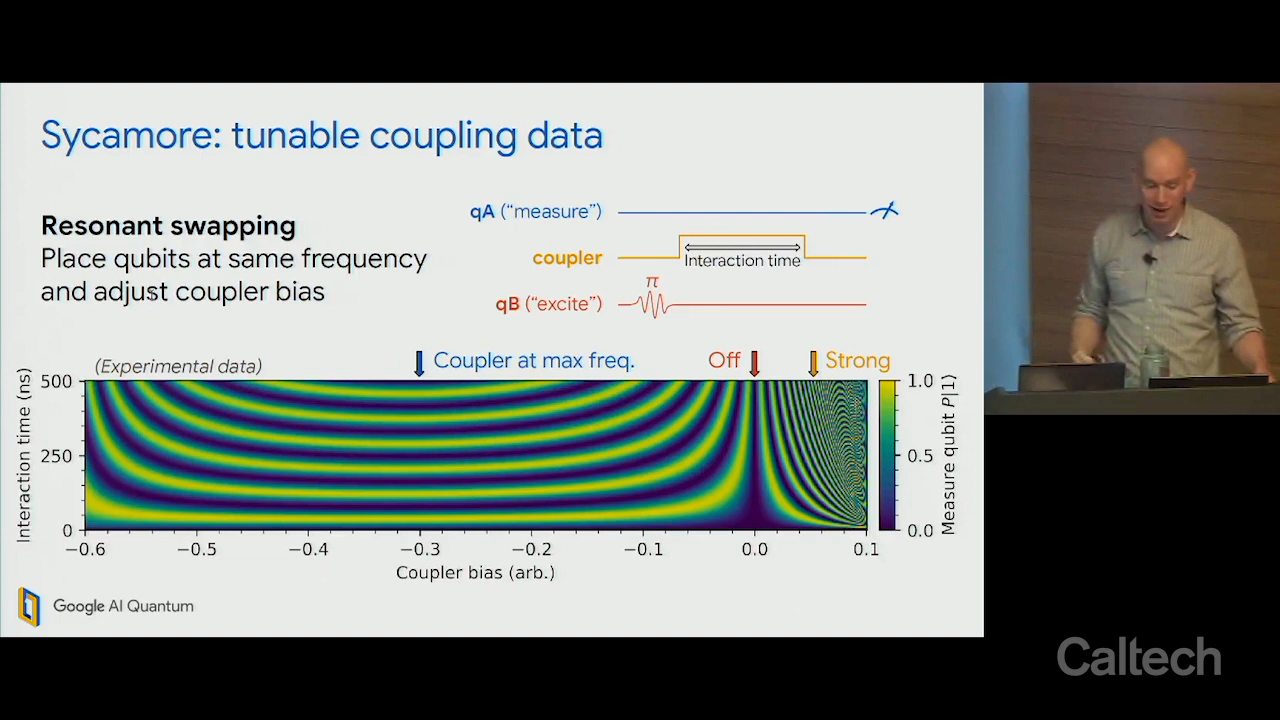 Sycamore: tunable coupling data
Resonant swapping
Place qubits at same frequency
and adjust coupler bias
qA (“measure”)
coupler
Interaction time
π
qB (“excite”)
(Experimental data)
Coupler at max freq.
Off
Strong
Interaction time (ns)
500
250
0
−0.6
−0.5
−0.4
−0.3
−0.2
−0.1
0.0
0.1
Coupler bias (arb.)
1.0
0.5
0.0
Measure qubit P|1⟩
Google AI Quantum
Caltech